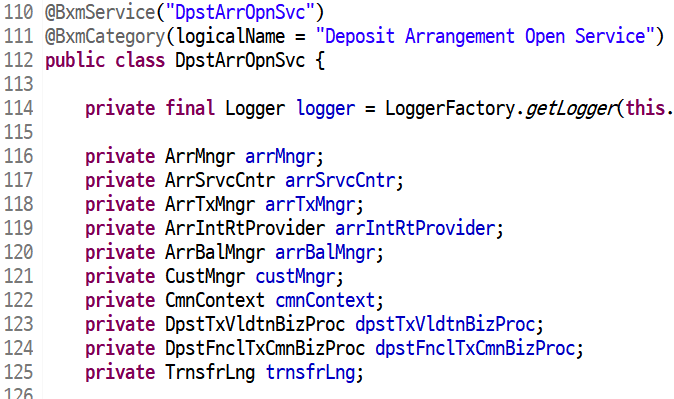 110 @BxmService("DpstArrOpnSvc")
111 @BxmCategory(logicalName = "Deposit Arrangement Open Service")
112 public class DpstArrOpnSvc {
113
114     private final Logger logger = LoggerFactory.getLogger(this.
115
116     private ArrMngr arrMngr;
117     private ArrSrvcCntr arrSrvcCntr;
118     private ArrTxMngr arrTxMngr;
119     private ArrIntRtProvider arrIntRtProvider;
120     private ArrBalMngr arrBalMngr;
121     private CustMngr custMngr;
122     private CmnContext cmnContext;
123     private DpstTxVldtnBizProc dpstTxVldtnBizProc;
124     private DpstFnclTxCmnBizProc dpstFnclTxCmnBizProc;
125     private TrnsfrLng trnsfrLng;
126